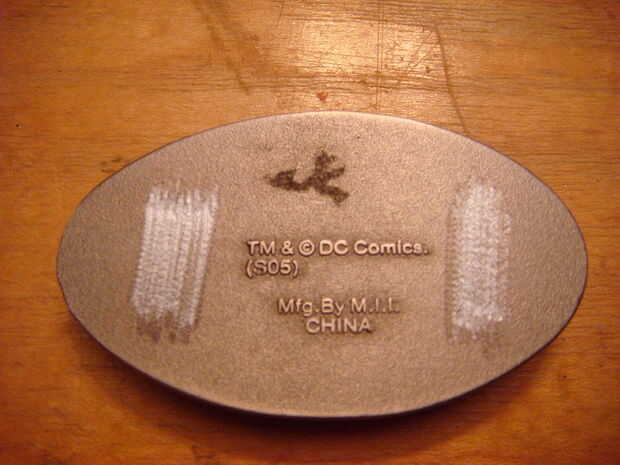 TM & © DC Comics.
(S05)
Mfg.By M.I.I.
CHINA